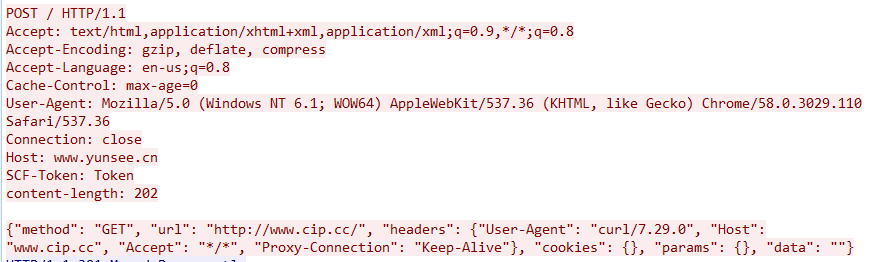 POST / HTTP/1.1
Accept: text/html,application/xhtml+xml,application/xml;q=0.9,*/*;q=0.8
Accept-Encoding: gzip, deflate, compress
Accept-Language: en-us;q=0.8
Cache-Control: max-age=0
User-Agent: Mozilla/5.0 (Windows NT 6.1; WOW64) AppleWebKit/537.36 (KHTML, like Gecko) Chrome/58.0.3029.110
Safari/537.36
Connection: close
Host: www.yunsee.cn
SCF-Token: Token
content-length: 202

{"method": "GET", "url": "http://www.cip.cc/", "headers": {"User-Agent": "curl/7.29.0", "Host":
"www.cip.cc", "Accept": "*/*", "Proxy-Connection": "Keep-Alive"}, "cookies": {}, "params": {}, "data": ""}